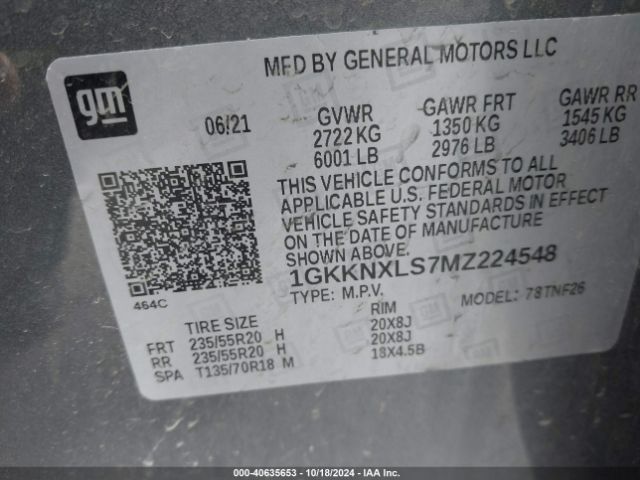 MFD BY GENERAL MOTORS LLC
gm
06/21
GVWR GAWR FRT GAWR RR
2722 KG 1350 KG 1545 KG
6001 LB 2976 LB 3406 LB
THIS VEHICLE CONFORMS TO ALL
APPLICABLE U.S. FEDERAL MOTOR
VEHICLE SAFETY STANDARDS IN EFFECT
ON THE DATE OF MANUFACTURE
SHOWN ABOVE.
1GKKNXLS7MZ224548
464C
TYPE: M.P.V. MODEL: 78TNF26
TIRE SIZE RIM
FRT 235/55R20 H 20X8J
RR 235/55R20 H 20X8J
SPA T135/70R18 M 18X4.5B
000-40635653 | 10/18/2024 - IAA Inc.